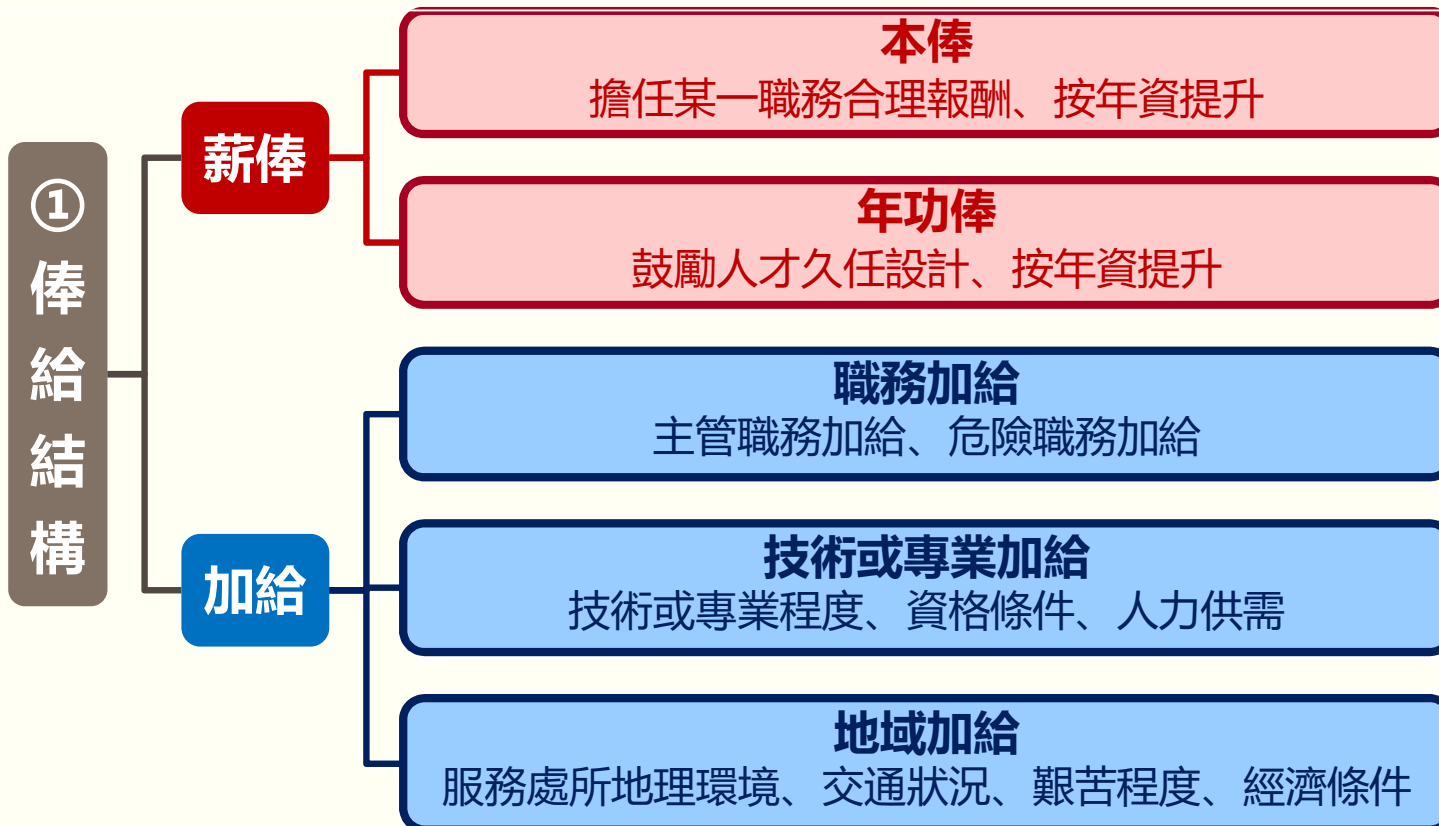 ①俸給結構
薪俸
本俸
擔任某一職務合理報酬、按年資提升
年功俸
鼓勵人才久任設計、按年資提升
加給
職務加給
主管職務加給、危險職務加給
技術或專業加給
技術或專業程度、資格條件、人力供需
地域加給
服務處所地理環境、交通狀況、艱苦程度、經濟條件